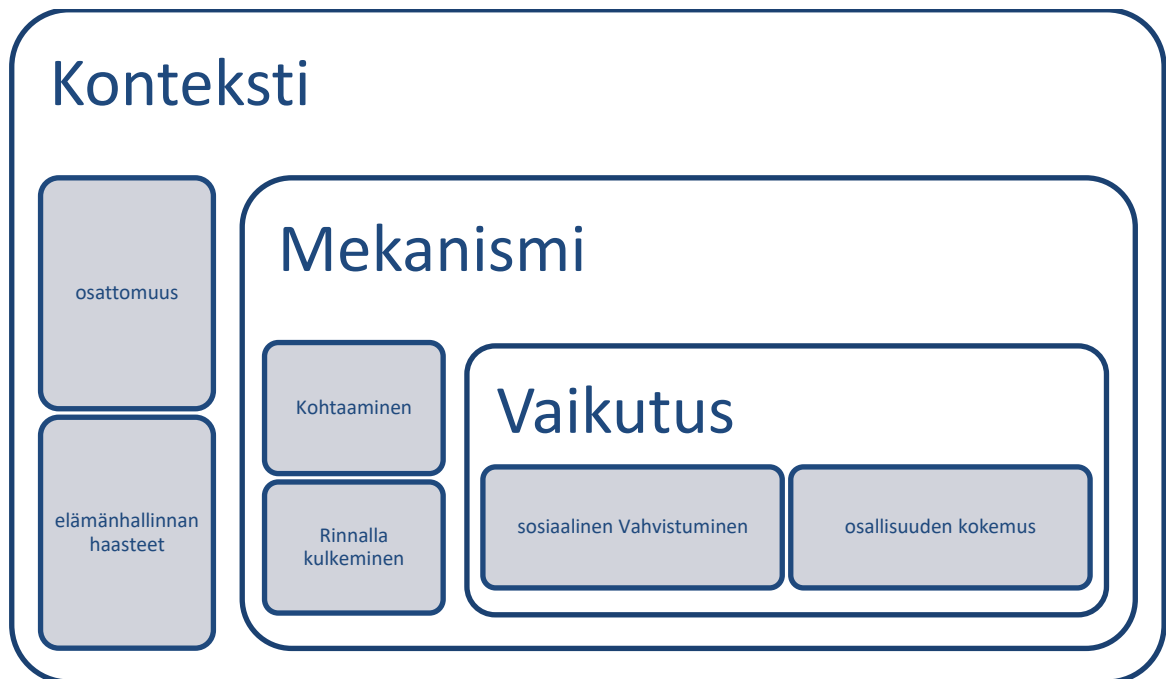 Konteksti
osattomuus
elämänhallinnan
haasteet
Mekanismi
Kohtaaminen
Rinnalla
kulkeminen
Vaikutus
sosiaalinen Vahvistuminen
osallisuuden kokemus